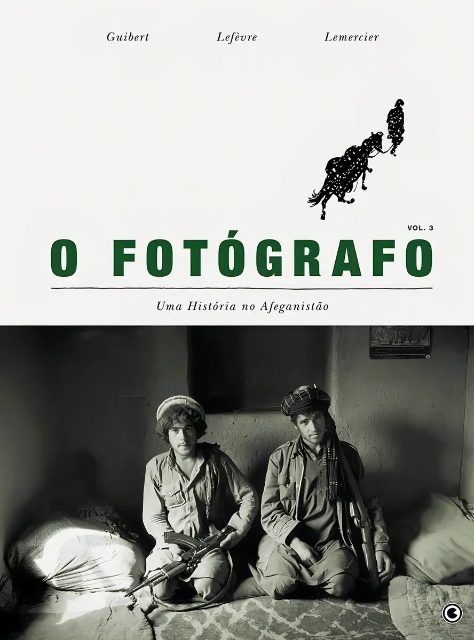 Guibert Lefèvre Lemercier
VOL. 3
O FOTÓGRAFO
Uma História no Afeganistão